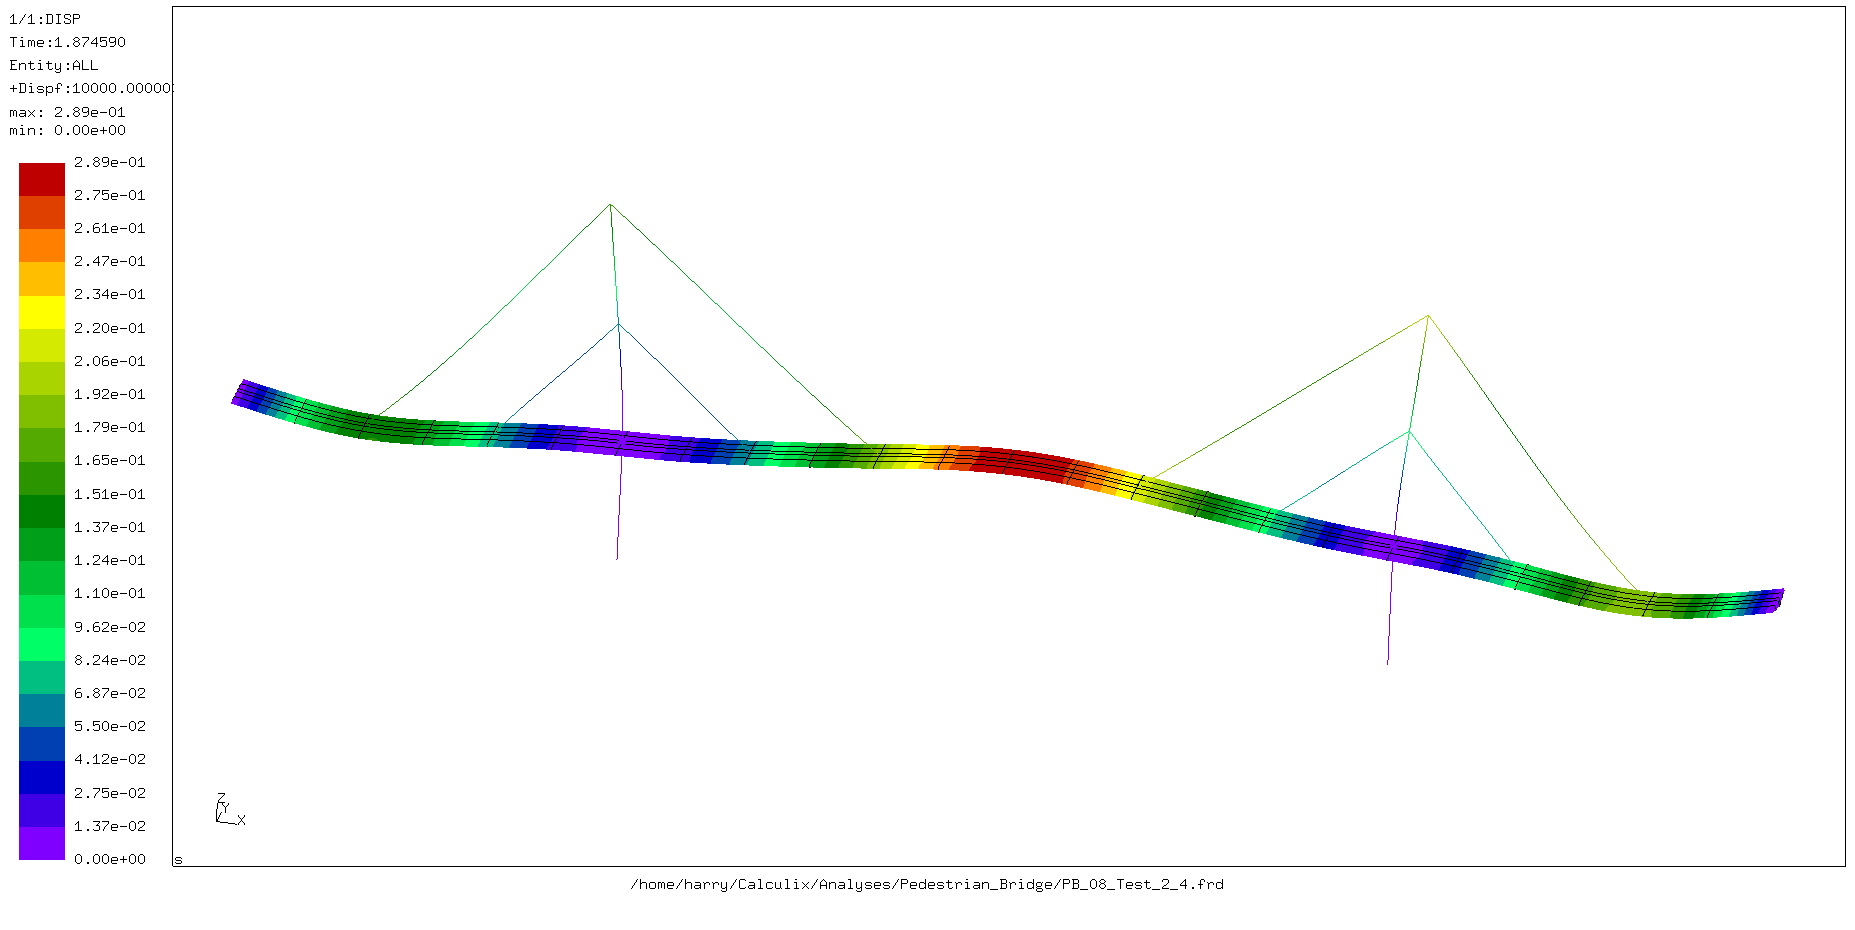 1/1:DISP
Time:1.874590
Entity:ALL
+Dispf:10000.000000
max: 2.89e-01
min: 0.00e+00
2.89e-01
2.75e-01
2.61e-01
2.47e-01
2.34e-01
2.20e-01
2.06e-01
1.92e-01
1.79e-01
1.65e-01
1.51e-01
1.37e-01
1.24e-01
1.10e-01
9.62e-02
8.24e-02
6.87e-02
5.50e-02
4.12e-02
2.75e-02
1.37e-02
0.00e+00
Z
Y
X
s
/home/harry/Calculix/Analyses/Pedestrian_Bridge/PB_08_Test_2_4.frd